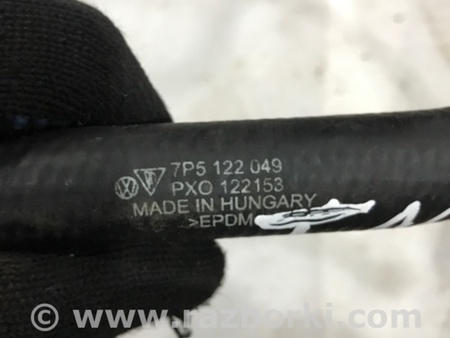 7P5 122 049
PXO 122153
MADE IN HUNGARY
>EPDM
© www.razborki.com